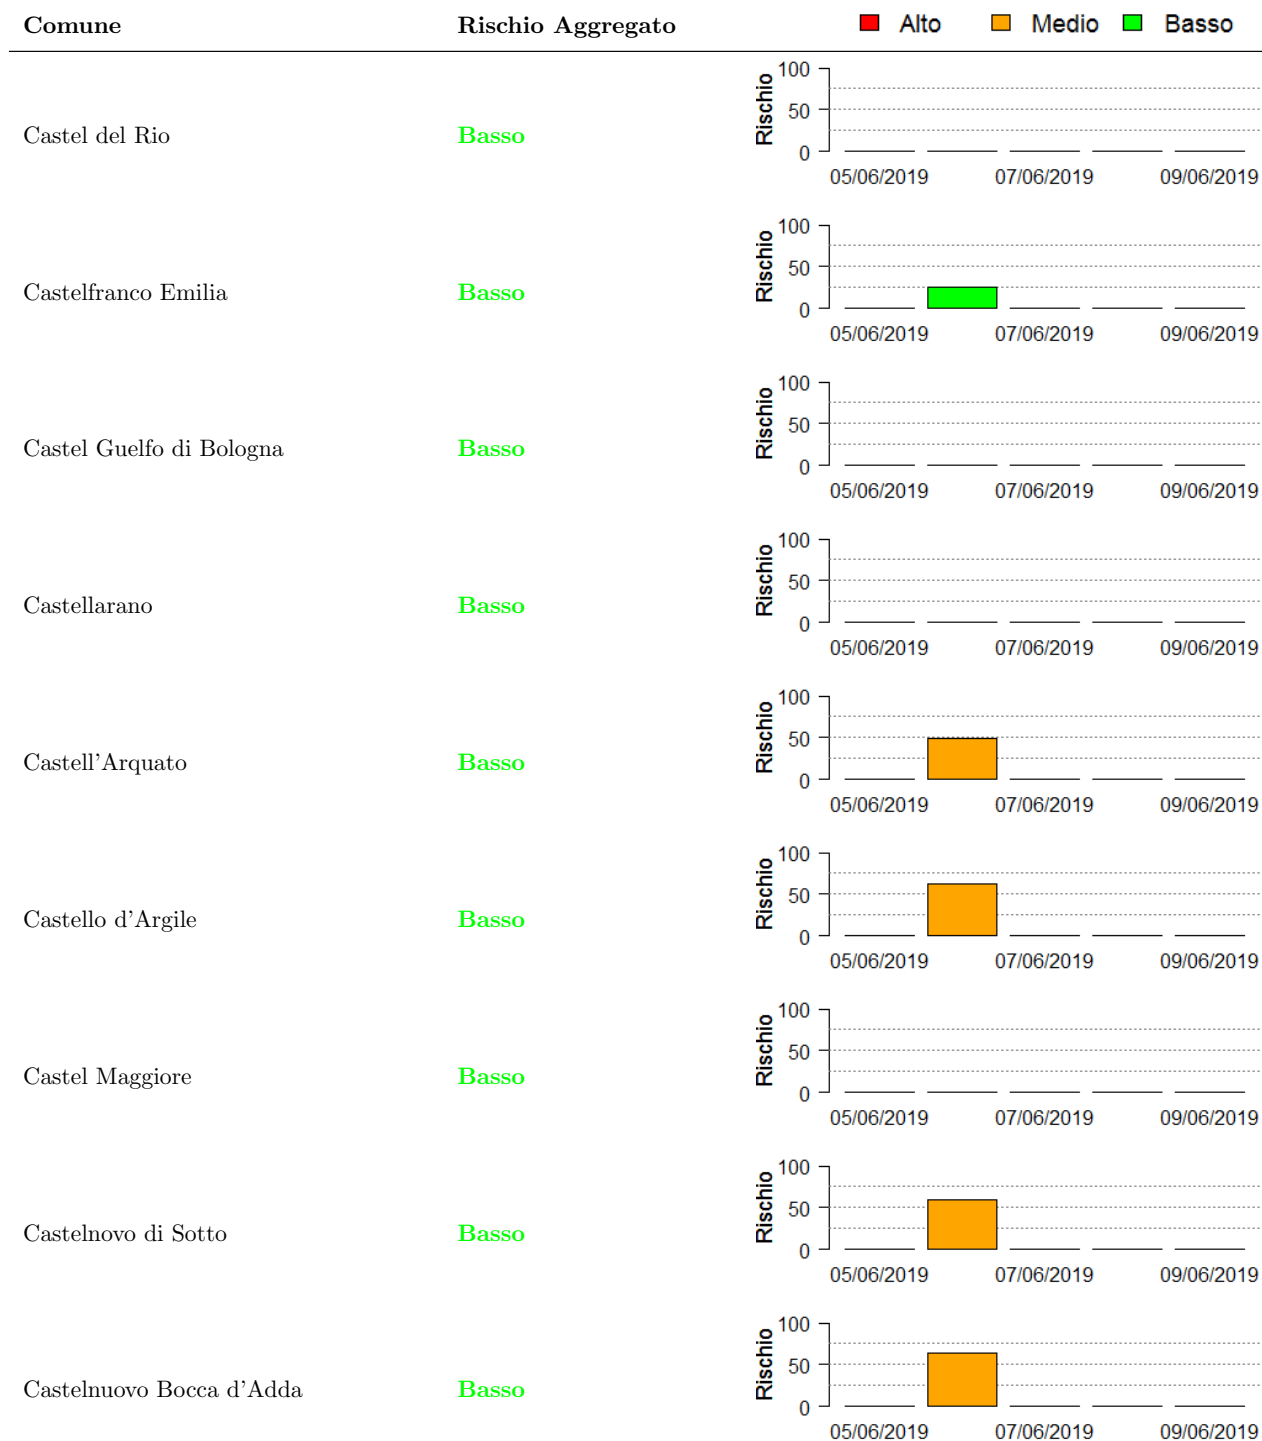 Comune Rischio Aggregato Alto Medio Basso
Castel del Rio Basso Rischio 100 50 0
05/06/2019 07/06/2019 09/06/2019
Castelfranco Emilia Basso Rischio 100 50 0
05/06/2019 07/06/2019 09/06/2019
Castel Guelfo di Bologna Basso Rischio 100 50 0
05/06/2019 07/06/2019 09/06/2019
Castellarano Basso Rischio 100 50 0
05/06/2019 07/06/2019 09/06/2019
Castell'Arquato Basso Rischio 100 50 0
05/06/2019 07/06/2019 09/06/2019
Castello d'Argile Basso Rischio 100 50 0
05/06/2019 07/06/2019 09/06/2019
Castel Maggiore Basso Rischio 100 50 0
05/06/2019 07/06/2019 09/06/2019
Castelnovo di Sotto Basso Rischio 100 50 0
05/06/2019 07/06/2019 09/06/2019
Castelnuovo Bocca d'Adda Basso Rischio 100 50 0
05/06/2019 07/06/2019 09/06/2019